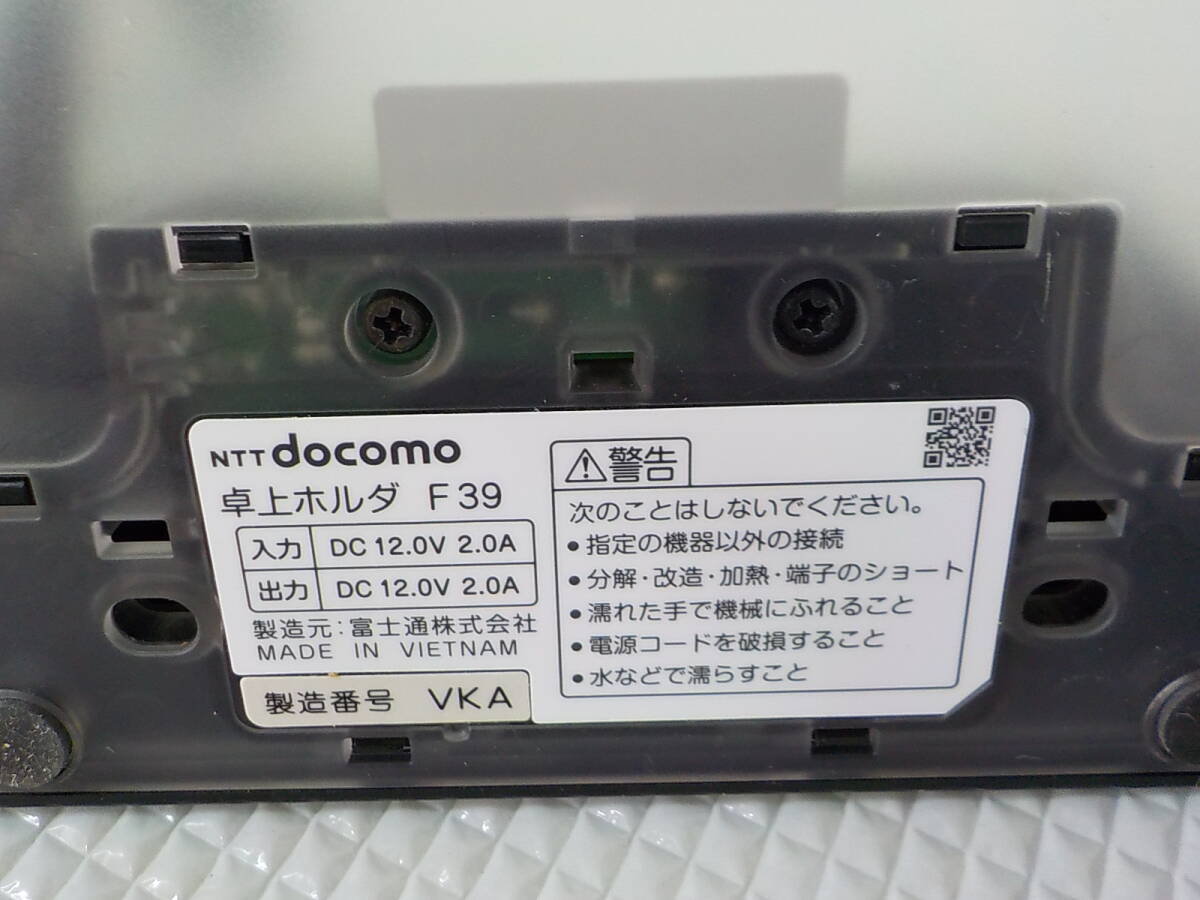 NTT docomo
卓上ホルダ F39
入力 DC 12.0V 2.0A
出力 DC 12.0V 2.0A
製造元：富士通株式会社
MADE IN VIETNAM
製造番号 VKA
警告
次のことはしないでください。
•指定の機器以外の接続
•分解・改造・加熱・端子のショート
•濡れた手で機械にふれること
•電源コードを破損すること
•水などで濡らすこと